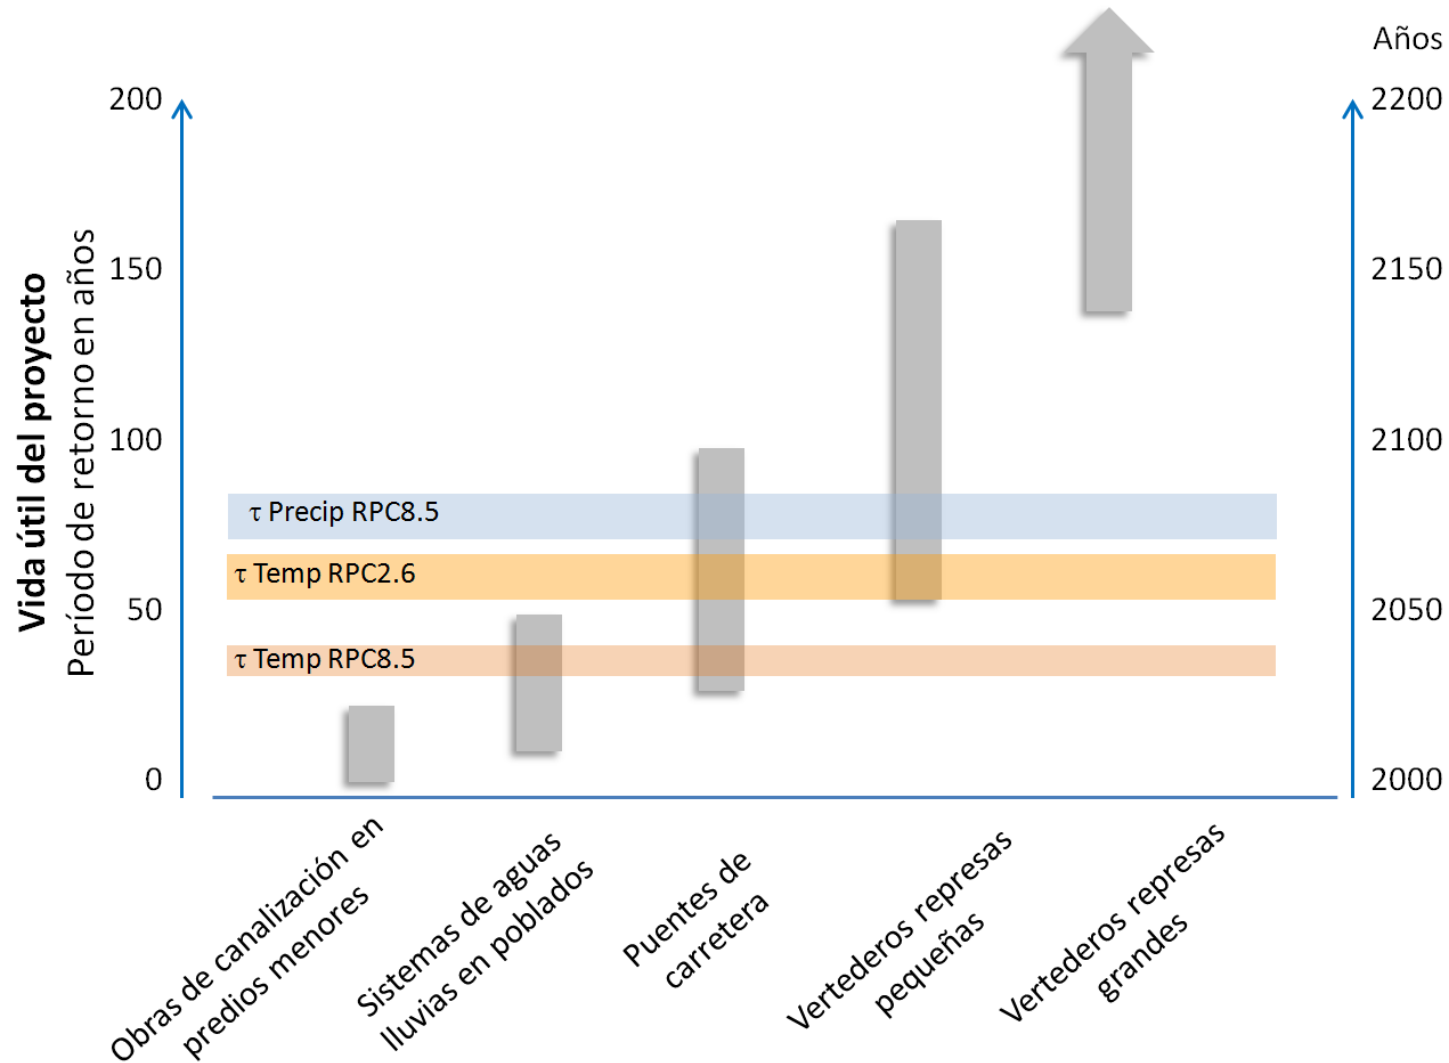 Años
200
150
100
50
0
2200
2150
2100
2050
2000
Vida útil del proyecto
Período de retorno en años
τ Precip RPC8.5
τ Temp RPC2.6
τ Temp RPC8.5
Obras de canalización en
predios menores
Sistemas de aguas
lluvias en poblados
Puentes de
carretera
Vertederos represas
pequeñas
Vertederos represas
grandes